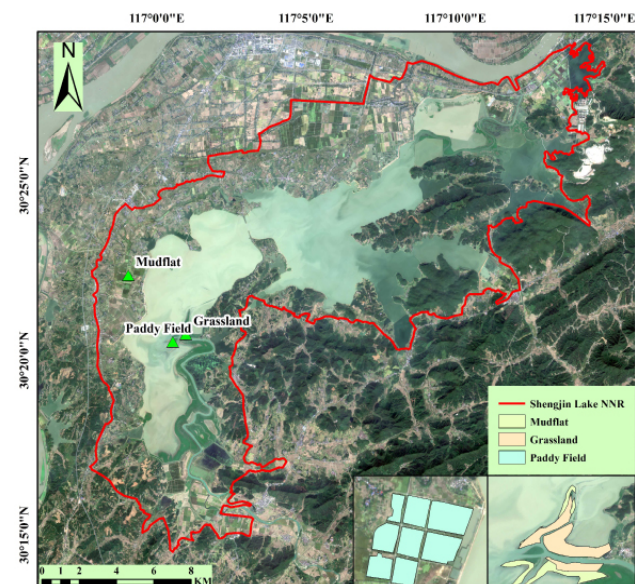 117°0'0"E 117°5'0"E 117°10'0"E 117°15'0"E
N
30°25'0"N
Mudflat
Grassland
Paddy Field
30°20'0"N
Shengjin Lake NNR
Mudflat
Grassland
Paddy Field
30°15'0"N
0 1 2 4 6 8
KM